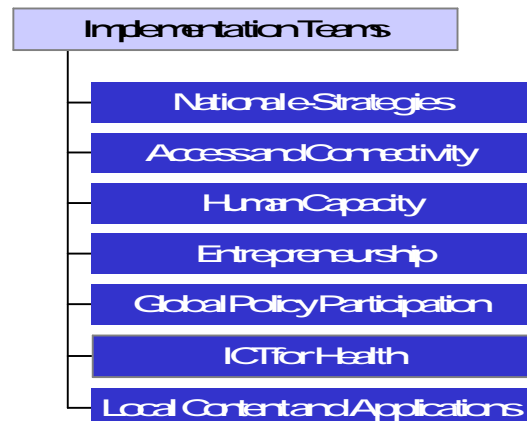 Implementation Teams
National e-Strategies
Access and Connectivity
Human Capacity
Entrepreneurship
Global Policy Participation
ICT for Health
Local Content and Applications